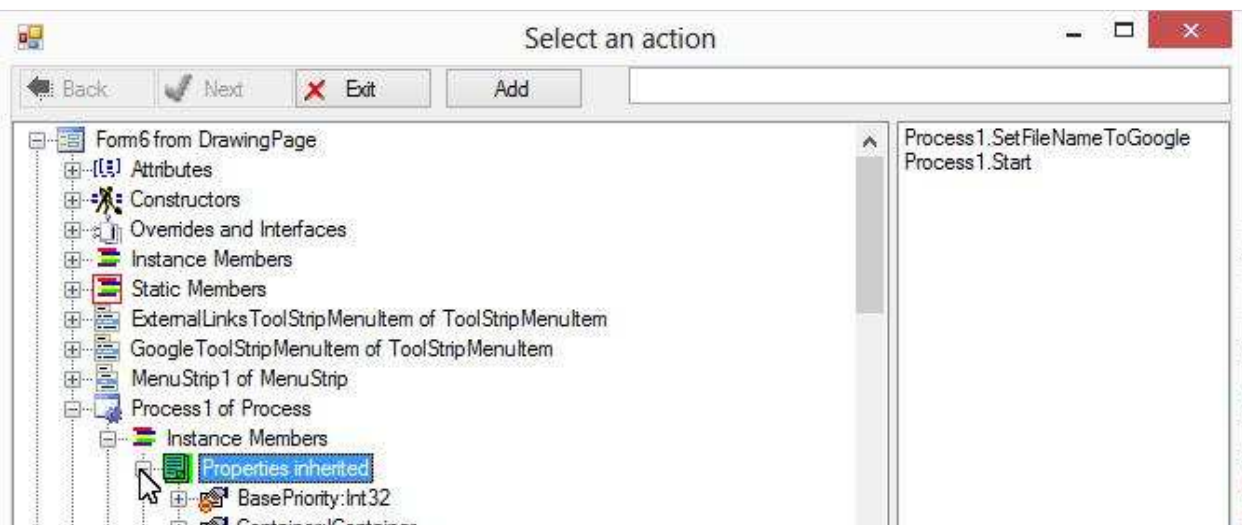 Select an action
Back Next Exit Add
Form6 from DrawingPage
Attributes
Constructors
Overrides and Interfaces
Instance Members
Static Members
ExternalLinksToolStripMenuItem of ToolStripMenuItem
GoogleToolStripMenuItem of ToolStripMenuItem
MenuStrip1 of MenuStrip
Process1 of Process
Instance Members
Properties inherited
BasePriority:Int32
Container:IContainer
Process1.SetFileNameToGoogle
Process1.Start